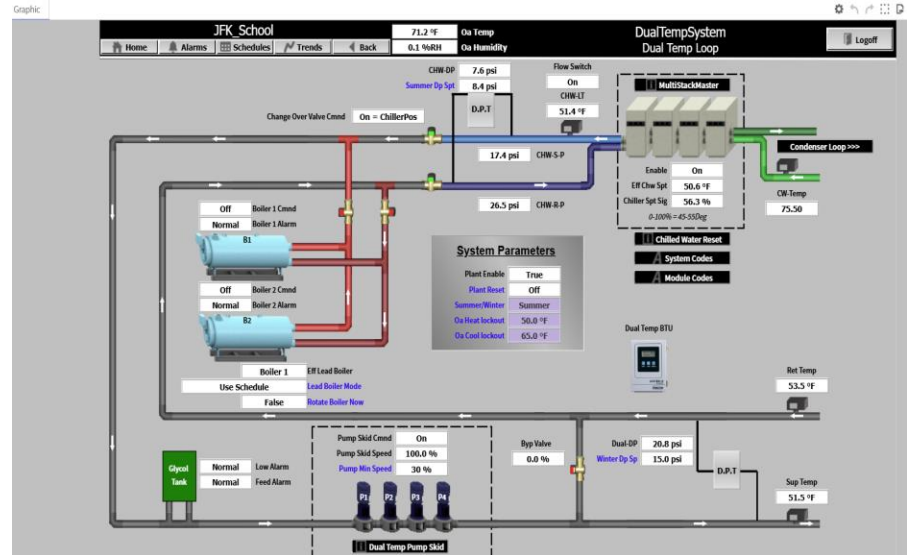 Graphic
JFK_School
71.2 ºF Oa Temp
DualTempSystem
Home Alarms Schedules Trends Back
0.1 %RH Oa Humidity
Dual Temp Loop
Logoff
CHW-DP 7.6 psi
Summer Dp Spt 8.4 psi
Flow Switch
On
CHW-LT
51.4 ºF
D.P.T
MultiStackMaster
Change Over Valve Cmnd On = ChillerPos
17.4 psi CHW-S-P
Condenser Loop >>>
Enable On
Eff Chw Spt 50.6 ºF
Chiller Spt Sig 56.3 %
0-100% = 45-55Deg
CW-Temp
75.50
26.5 psi CHW-R-P
Off Boiler 1 Cmnd
Normal Boiler 1 Alarm
B1
System Parameters
Plant Enable True
Plant Reset Off
Summer/Winter Summer
Oa Heat lockout 50.0 ºF
Oa Cool lockout 65.0 ºF
Chilled Water Reset
System Codes
Module Codes
Off Boiler 2 Cmnd
Normal Boiler 2 Alarm
B2
Dual Temp BTU
Boiler 1 Eff Lead Boiler
Use Schedule Lead Boiler Mode
False Rotate Boiler Now
Ret Temp
53.5 ºF
Pump Skid Cmnd On
Pump Skid Speed 100.0 %
Pump Min Speed 30 %
Byp Valve
0.0 %
Dual-DP 20.8 psi
Winter Dp Sp 15.0 psi
D.P.T
Glycol
Tank
Normal Low Alarm
Normal Feed Alarm
Sup Temp
51.5 ºF
P1 P2 P3 P4
Dual Temp Pump Skid